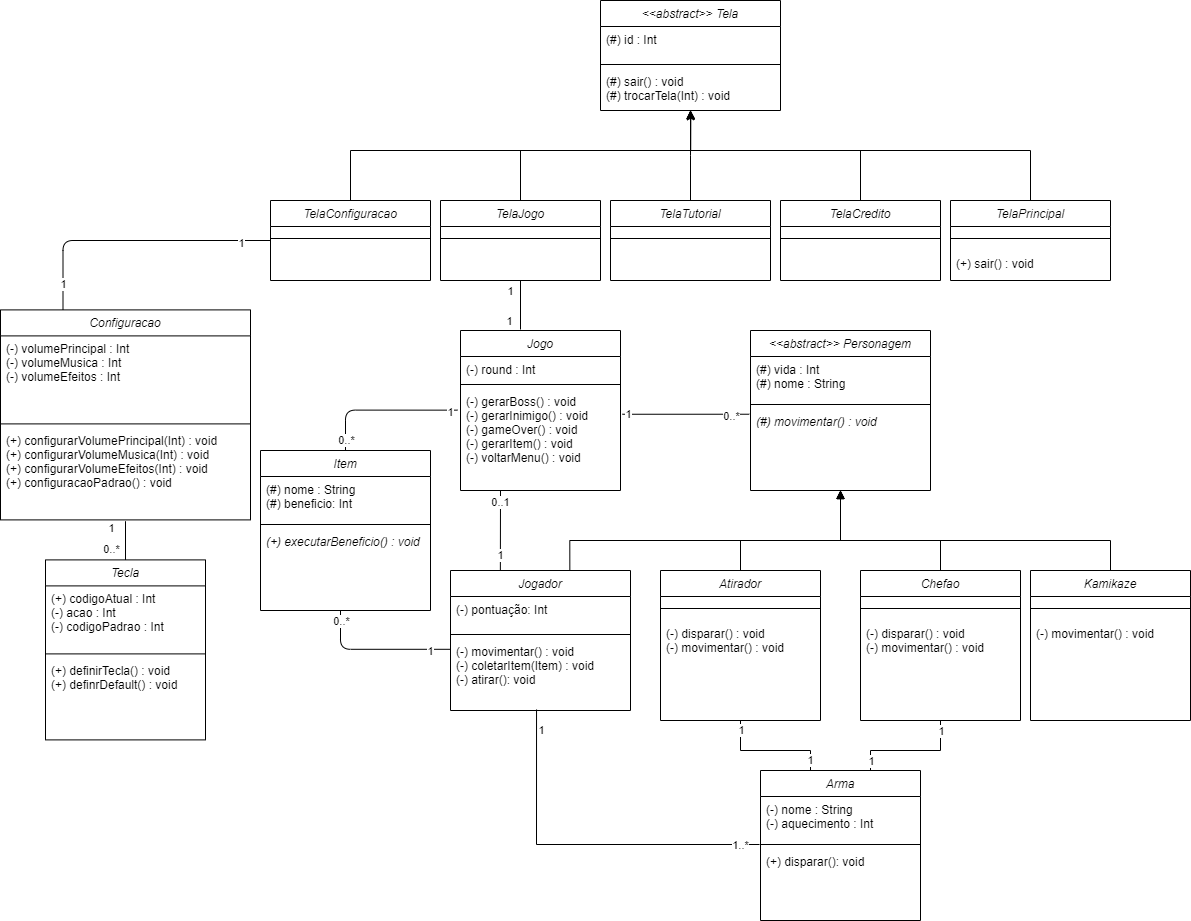 <<abstract>> Tela
(#) id : Int
(#) sair() : void
(#) trocarTela(Int) : void
TelaConfiguracao
TelaJogo
TelaTutorial
TelaCredito
TelaPrincipal
(+) sair() : void
1
1
1
1
Configuracao
(-) volumePrincipal : Int
(-) volumeMusica : Int
(-) volumeEfeitos : Int
(+) configurarVolumePrincipal(Int) : void
(+) configurarVolumeMusica(Int) : void
(+) configurarVolumeEfeitos(Int) : void
(+) configuracaoPadrao() : void
Jogo
(-) round : Int
(-) gerarBoss() : void
(-) gerarInimigo() : void
(-) gameOver() : void
(-) gerarItem() : void
(-) voltarMenu() : void
<<abstract>> Personagem
(#) vida : Int
(#) nome : String
(#) movimentar() : void
1
0..*
1
0..*
Item
(#) nome : String
(#) beneficio: Int
(+) executarBeneficio() : void
0..1
1
1
0..*
Tecla
(+) codigoAtual : Int
(-) acao : Int
(-) codigoPadrao : Int
(+) definirTecla() : void
(+) definrDefault() : void
0..*
1
Jogador
(-) pontuação: Int
(-) movimentar() : void
(-) coletarItem(Item) : void
(-) atirar(): void
Atirador
(-) disparar() : void
(-) movimentar() : void
Chefao
(-) disparar() : void
(-) movimentar() : void
Kamikaze
(-) movimentar() : void
1
1
1
1
1
1..*
Arma
(-) nome : String
(-) aquecimento : Int
(+) disparar(): void